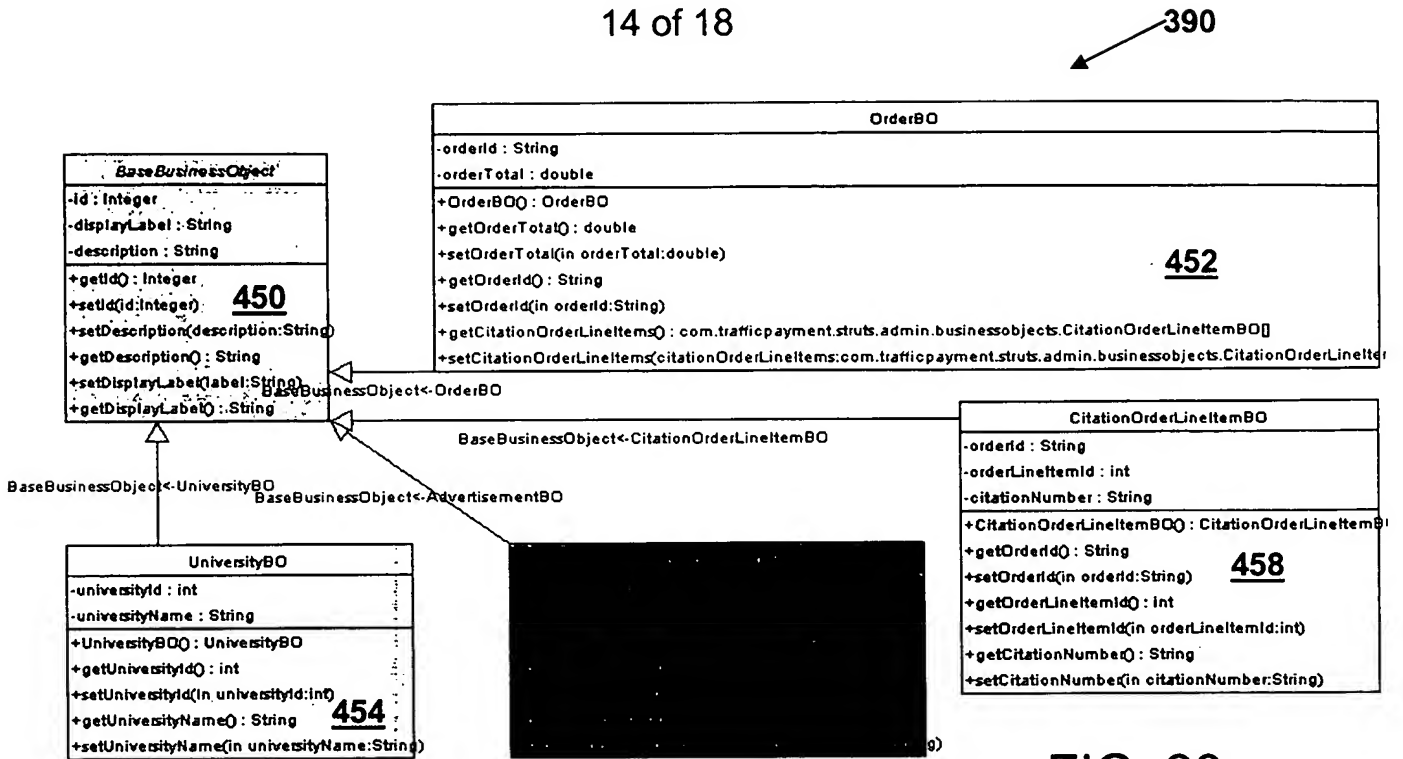 14 of 18
390
BaseBusinessObject
-id : Integer
-displayLabel : String
-description : String
+getId() : Integer
+setId(id:Integer)
+setDescription(description:String)
+getDescription() : String
+setDisplayLabel(label:String)
+getDisplayLabel() : String
450
OrderBO
-orderId : String
-orderTotal : double
+OrderBO() : OrderBO
+getOrderTotal() : double
+setOrderTotal(in orderTotal:double)
+getOrderId() : String
+setOrderId(in orderId:String)
+getCitationOrderLineItems() : com.trafficpayment.struts.admin.businessobjects.CitationOrderLineItemBO[]
+setCitationOrderLineItems(citationOrderLineItems:com.trafficpayment.struts.admin.businessobjects.CitationOrderLineIter
452
BaseBusinessObject<-OrderBO
BaseBusinessObject<-CitationOrderLineItemBO
BaseBusinessObject<-UniversityBO
BaseBusinessObject<-AdvertisementBO
CitationOrderLineItemBO
-orderId : String
-orderLineItemId : int
-citationNumber : String
+CitationOrderLineItemBO() : CitationOrderLineItemB
+getOrderId() : String
+setOrderId(in orderId:String)
+getOrderLineItemId() : int
+setOrderLineItemId(in orderLineItemId:int)
+getCitationNumber() : String
+setCitationNumber(in citationNumber:String)
458
UniversityBO
-universityId : int
-universityName : String
+UniversityBO() : UniversityBO
+getUniversityId() : int
+setUniversityId(in universityId:int)
+getUniversityName() : String
+setUniversityName(in universityName:String)
454
g)